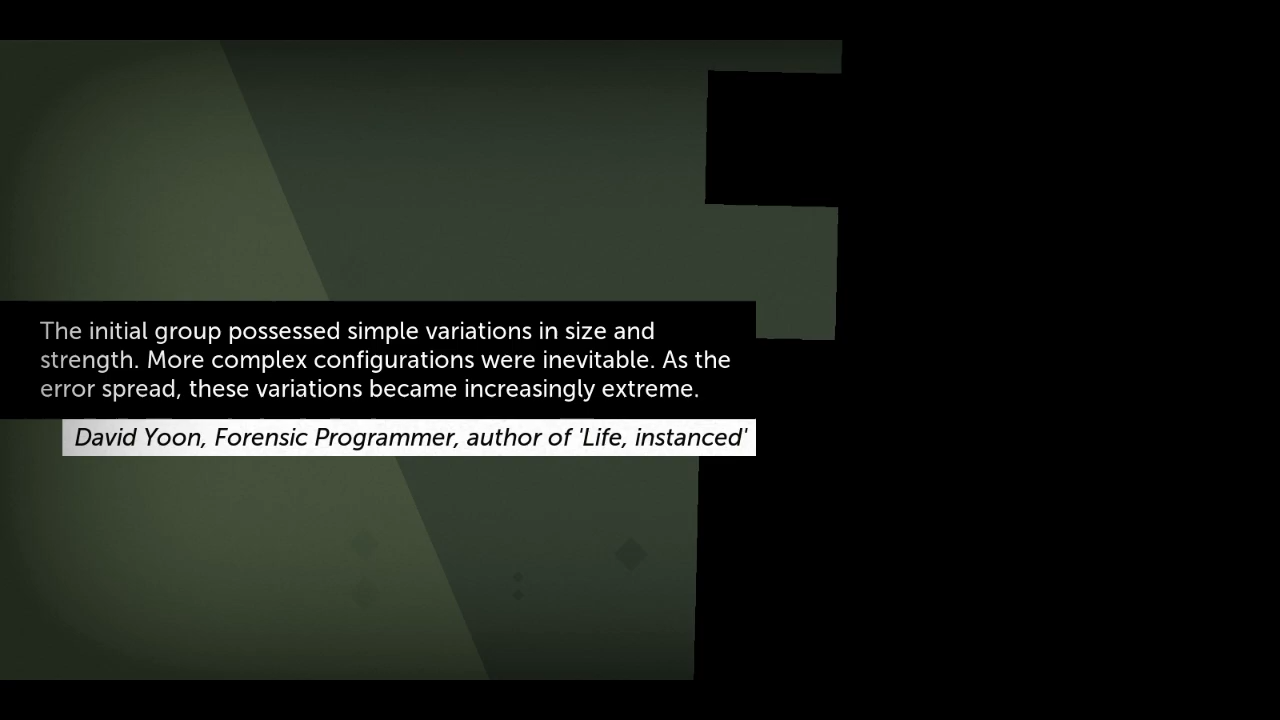 The initial group possessed simple variations in size and
strength. More complex configurations were inevitable. As the
error spread, these variations became increasingly extreme.
David Yoon, Forensic Programmer, author of 'Life, instanced'